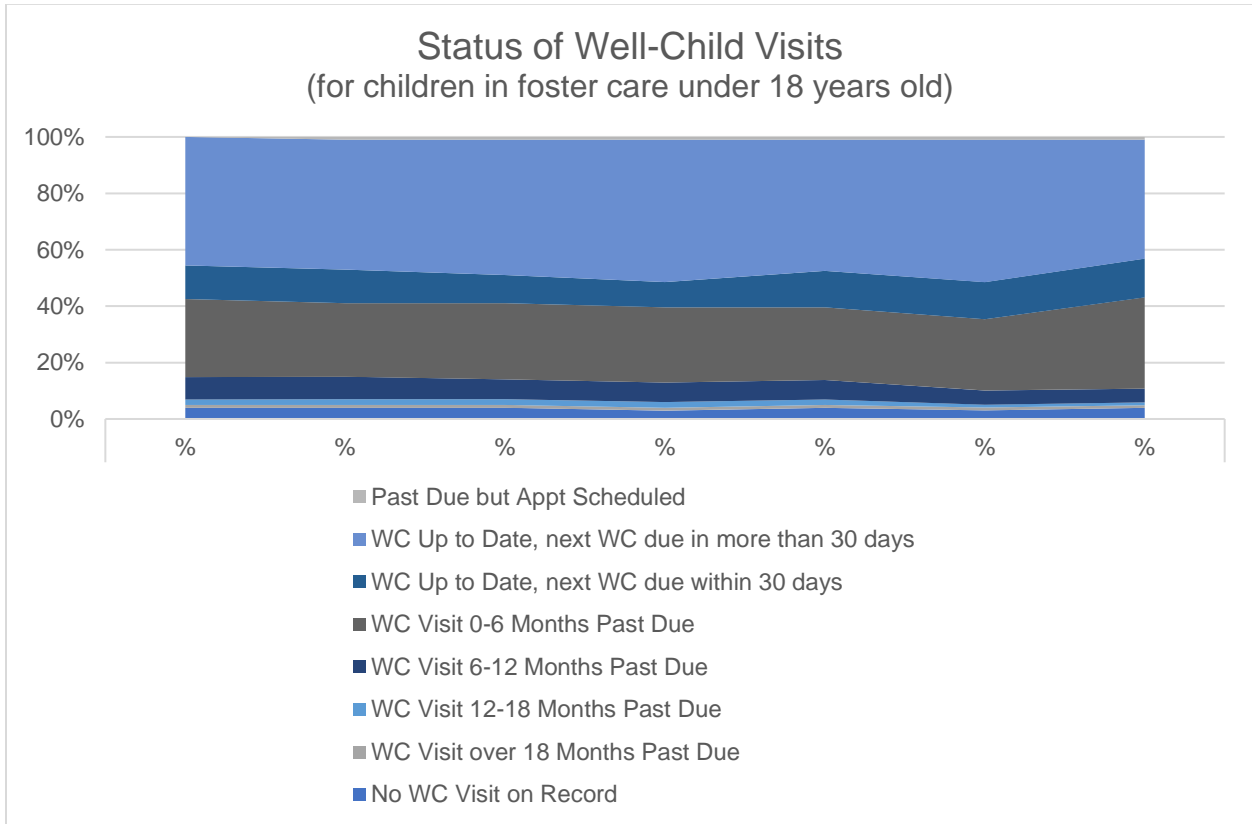 Status of Well-Child Visits
(for children in foster care under 18 years old)
100%
80%
60%
40%
20%
0%
% % % % % % %
Past Due but Appt Scheduled
WC Up to Date, next WC due in more than 30 days
WC Up to Date, next WC due within 30 days
WC Visit 0-6 Months Past Due
WC Visit 6-12 Months Past Due
WC Visit 12-18 Months Past Due
WC Visit over 18 Months Past Due
No WC Visit on Record